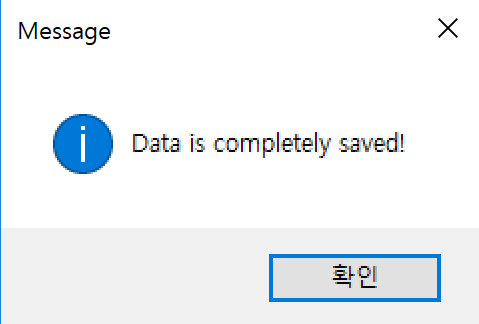 Message
Data is completely saved!
확인